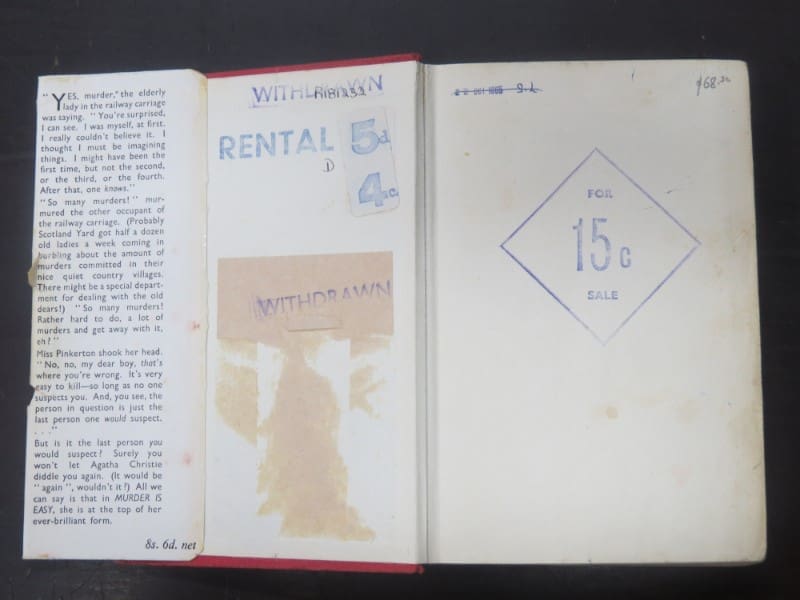 "YES, murder," the elderly
lady in the railway carriage
was saying. "You're surprised,
I can see. I was myself, at first.
I really couldn't believe it. I
thought I must be imagining
things. I might have been the
first time, but not the second,
or the third, or the fourth.
After that, one knows."
"So many murders!" mur-
mured the other occupant of
the railway carriage. (Probably
Scotland Yard got half a dozen
old ladies a week coming in
burbling about the amount of
murders committed in their
nice quiet country villages.
There might be a special depart-
ment for dealing with the old
dears!) "So many murders!
Rather hard to do, a lot of
murders and get away with it,
eh?"
Miss Pinkerton shook her head.
"No, no, my dear boy, that's
where you're wrong. It's very
easy to kill—so long as no one
suspects you. And, you see, the
person in question is just the
last person one would suspect.
. . ."
But is it the last person you
would suspect? Surely you
won't let Agatha Christie
diddle you again. (It would be
"again", wouldn't it?) All we
can say is that in MURDER IS
EASY, she is at the top of her
ever-brilliant form.
8s. 6d. net
WITHDRAWN
RENTAL 5d
D
4c.
WITHDRAWN
$68.
FOR
15c
SALE